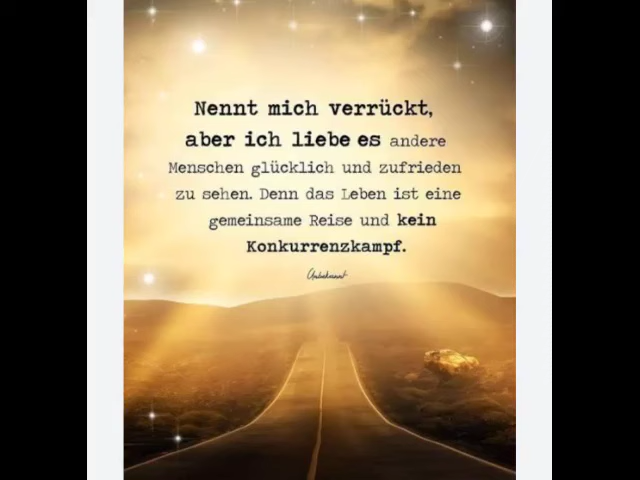 Nennt mich verrückt,
aber ich liebe es andere
Menschen glücklich und zufrieden
zu sehen. Denn das Leben ist eine
gemeinsame Reise und kein
Konkurrenzkampf.
Unbekannt